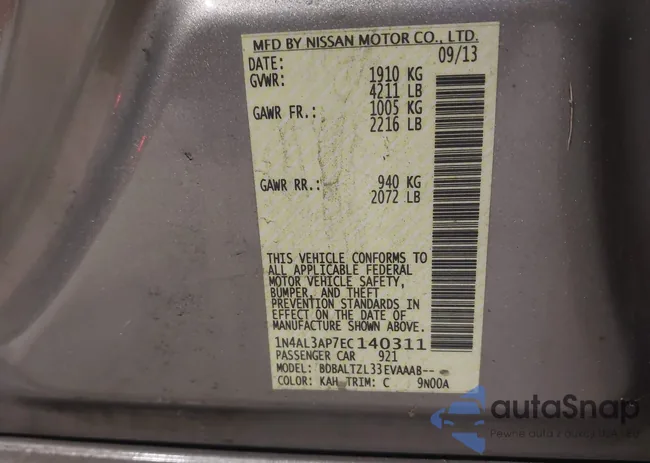 MFD BY NISSAN MOTOR CO., LTD.
DATE: 09/13
GVWR: 1910 KG
4211 LB
GAWR FR.: 1005 KG
2216 LB
GAWR RR.: 940 KG
2072 LB
THIS VEHICLE CONFORMS TO
ALL APPLICABLE FEDERAL
MOTOR VEHICLE SAFETY,
BUMPER, AND THEFT
PREVENTION STANDARDS IN
EFFECT ON THE DATE OF
MANUFACTURE SHOWN ABOVE.
1N4AL3AP7EC140311
PASSENGER CAR 921
MODEL: BDBALTZL33EVAAAB--
COLOR: KAH TRIM: C 9N00A
autaSnap
Pewne auta z aukcji